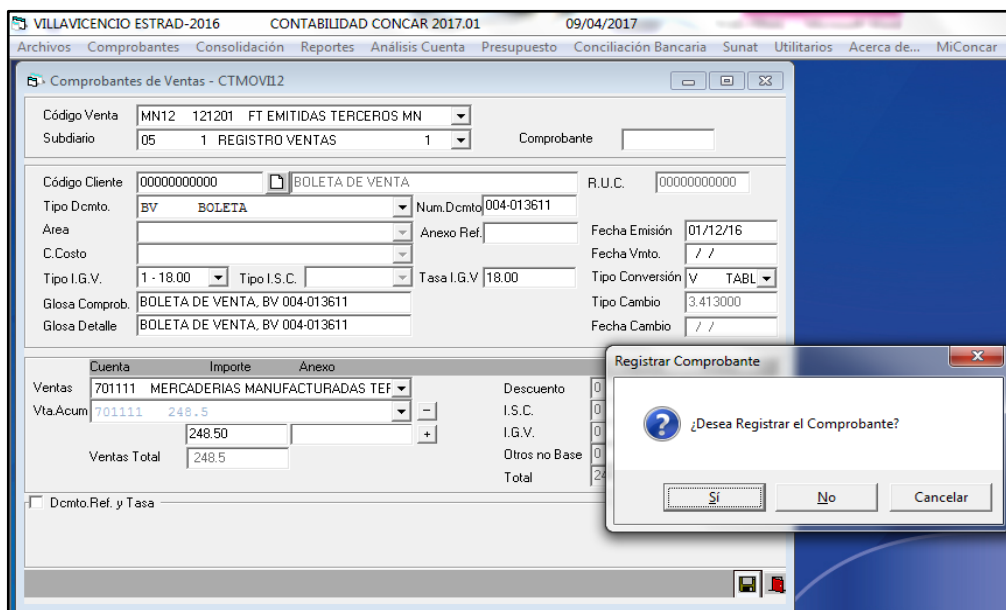 VILLAVICENCIO ESTRAD-2016 CONTABILIDAD CONCAR 2017.01 09/04/2017
Archivos Comprobantes Consolidación Reportes Análisis Cuenta Presupuesto Conciliación Bancaria Sunat Utilitarios Acerca de... MiConcar
Comprobantes de Ventas - CTMOVI12
Código Venta MN12 121201 FT EMITIDAS TERCEROS MN
Subdiario 05 1 REGISTRO VENTAS 1 Comprobante
Código Cliente 00000000000 BOLETA DE VENTA R.U.C. 00000000000
Tipo Dcmto. BV BOLETA Num.Dcmto 004-013611
Area Anexo Ref. Fecha Emisión 01/12/16
C.Costo Fecha Vmto. / /
Tipo I.G.V. 1 - 18.00 Tipo I.S.C. Tasa I.G.V 18.00 Tipo Conversión V TABL
Glosa Comprob. BOLETA DE VENTA, BV 004-013611 Tipo Cambio 3.413000
Glosa Detalle BOLETA DE VENTA, BV 004-013611 Fecha Cambio / /
Cuenta Importe Anexo
Ventas 701111 MERCADERIAS MANUFACTURADAS TER Descuento 0
Vta.Acum 701111 248.5 - I.S.C. 0
248.50 + I.G.V. 0
Ventas Total 248.5 Otros no Base 0
Total 24
Dcmto.Ref. y Tasa
Registrar Comprobante
¿Desea Registrar el Comprobante?
Sí No Cancelar